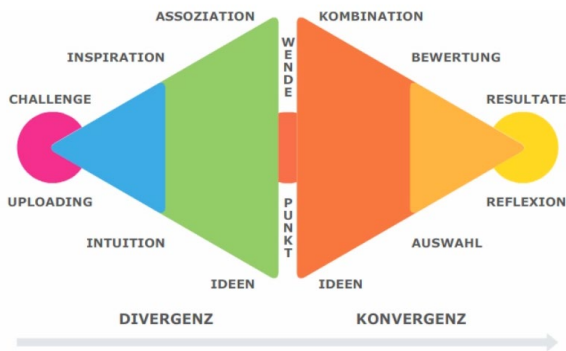 ASSOZIATION
KOMBINATION
INSPIRATION
WENDE
BEWERTUNG
CHALLENGE
RESULTATE
UPLOADING
PUNKT
REFLEXION
INTUITION
AUSWAHL
IDEEN
IDEEN
DIVERGENZ
KONVERGENZ